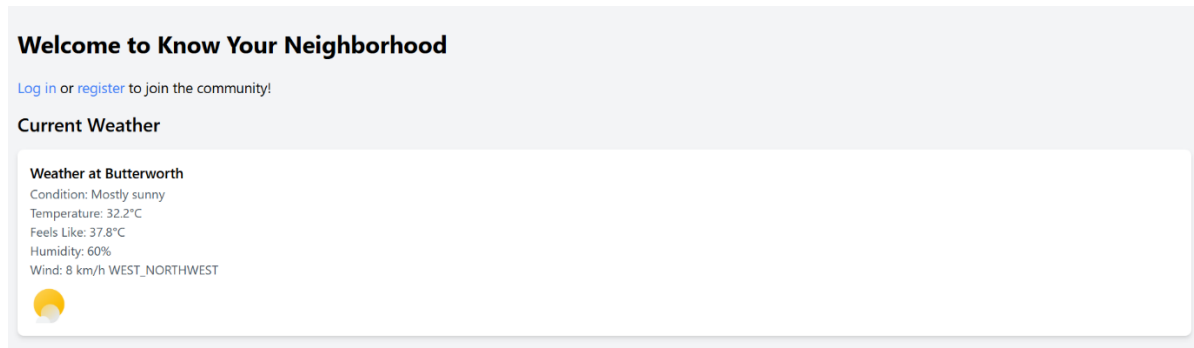 Welcome to Know Your Neighborhood
Log in or register to join the community!
Current Weather
Weather at Butterworth
Condition: Mostly sunny
Temperature: 32.2°C
Feels Like: 37.8°C
Humidity: 60%
Wind: 8 km/h WEST_NORTHWEST